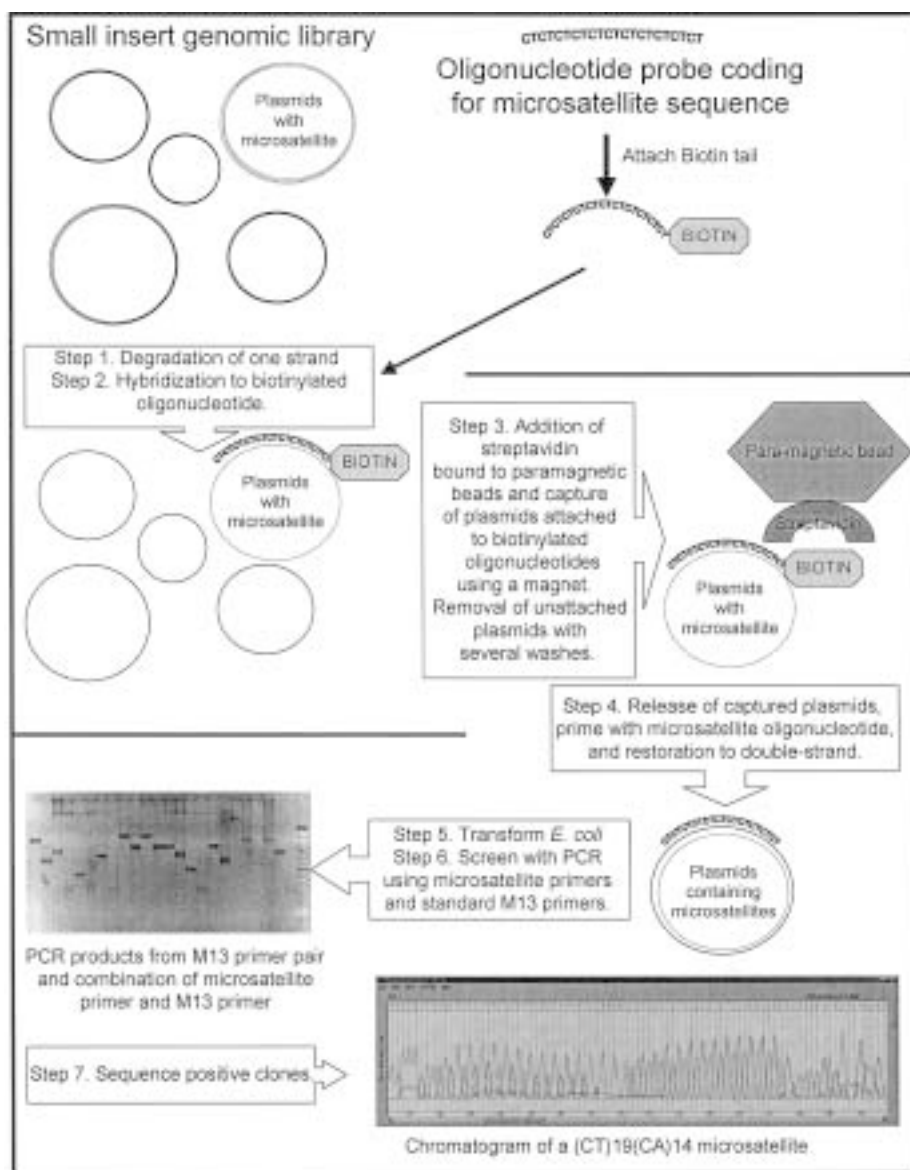 Small insert genomic library
Plasmids
with
microsatellite
CTCTCTCTCTCTCTCTCTCTCT
Oligonucleotide probe coding
for microsatellite sequence
Attach Biotin tail
BIOTIN
Step 1. Degradation of one strand
Step 2. Hybridization to biotinylated
oligonucleotide.
BIOTIN
Plasmids
with
microsatellite
Step 3. Addition of
streptavidin
bound to paramagnetic
beads and capture
of plasmids attached
to biotinylated
oligonucleotides
using a magnet.
Removal of unattached
plasmids with
several washes.
Para-magnetic bead
Streptavidin
BIOTIN
Plasmids
with
microsatellite
Step 4. Release of captured plasmids,
prime with microsatellite oligonucleotide,
and restoration to double-strand.
Plasmids
containing
microsatellites
Step 5. Transform E. coli
Step 6. Screen with PCR
using microsatellite primers
and standard M13 primers.
PCR products from M13 primer pair
and combination of microsatellite
primer and M13 primer
Step 7. Sequence positive clones
Chromatogram of a (CT)19(CA)14 microsatellite